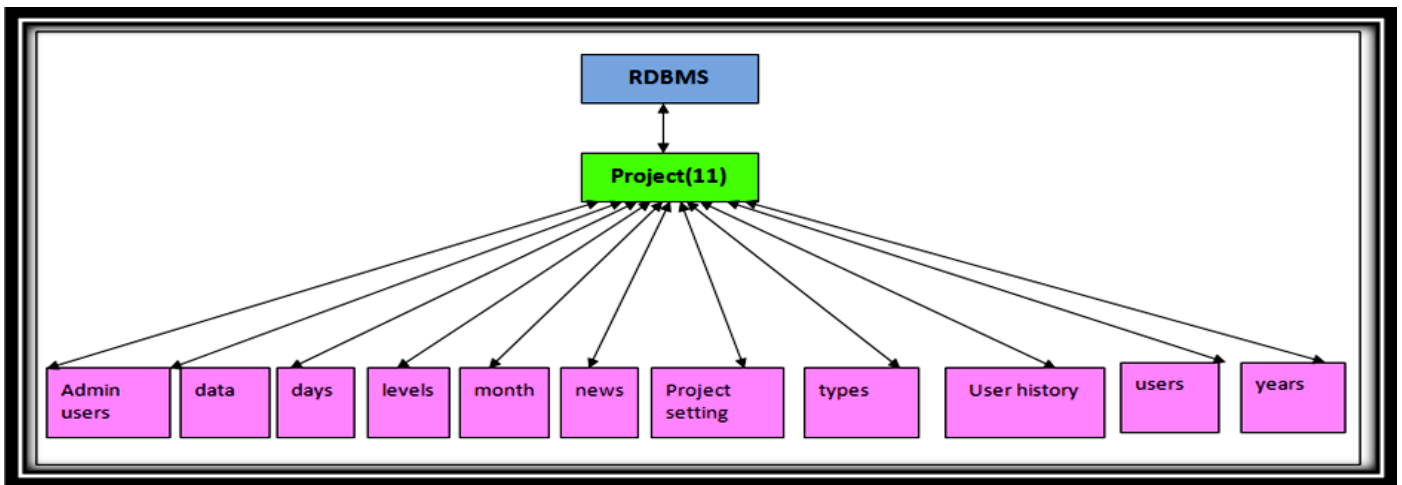 RDBMS
Project(11)
Admin
users
data
days
levels
month
news
Project
setting
types
User history
users
years